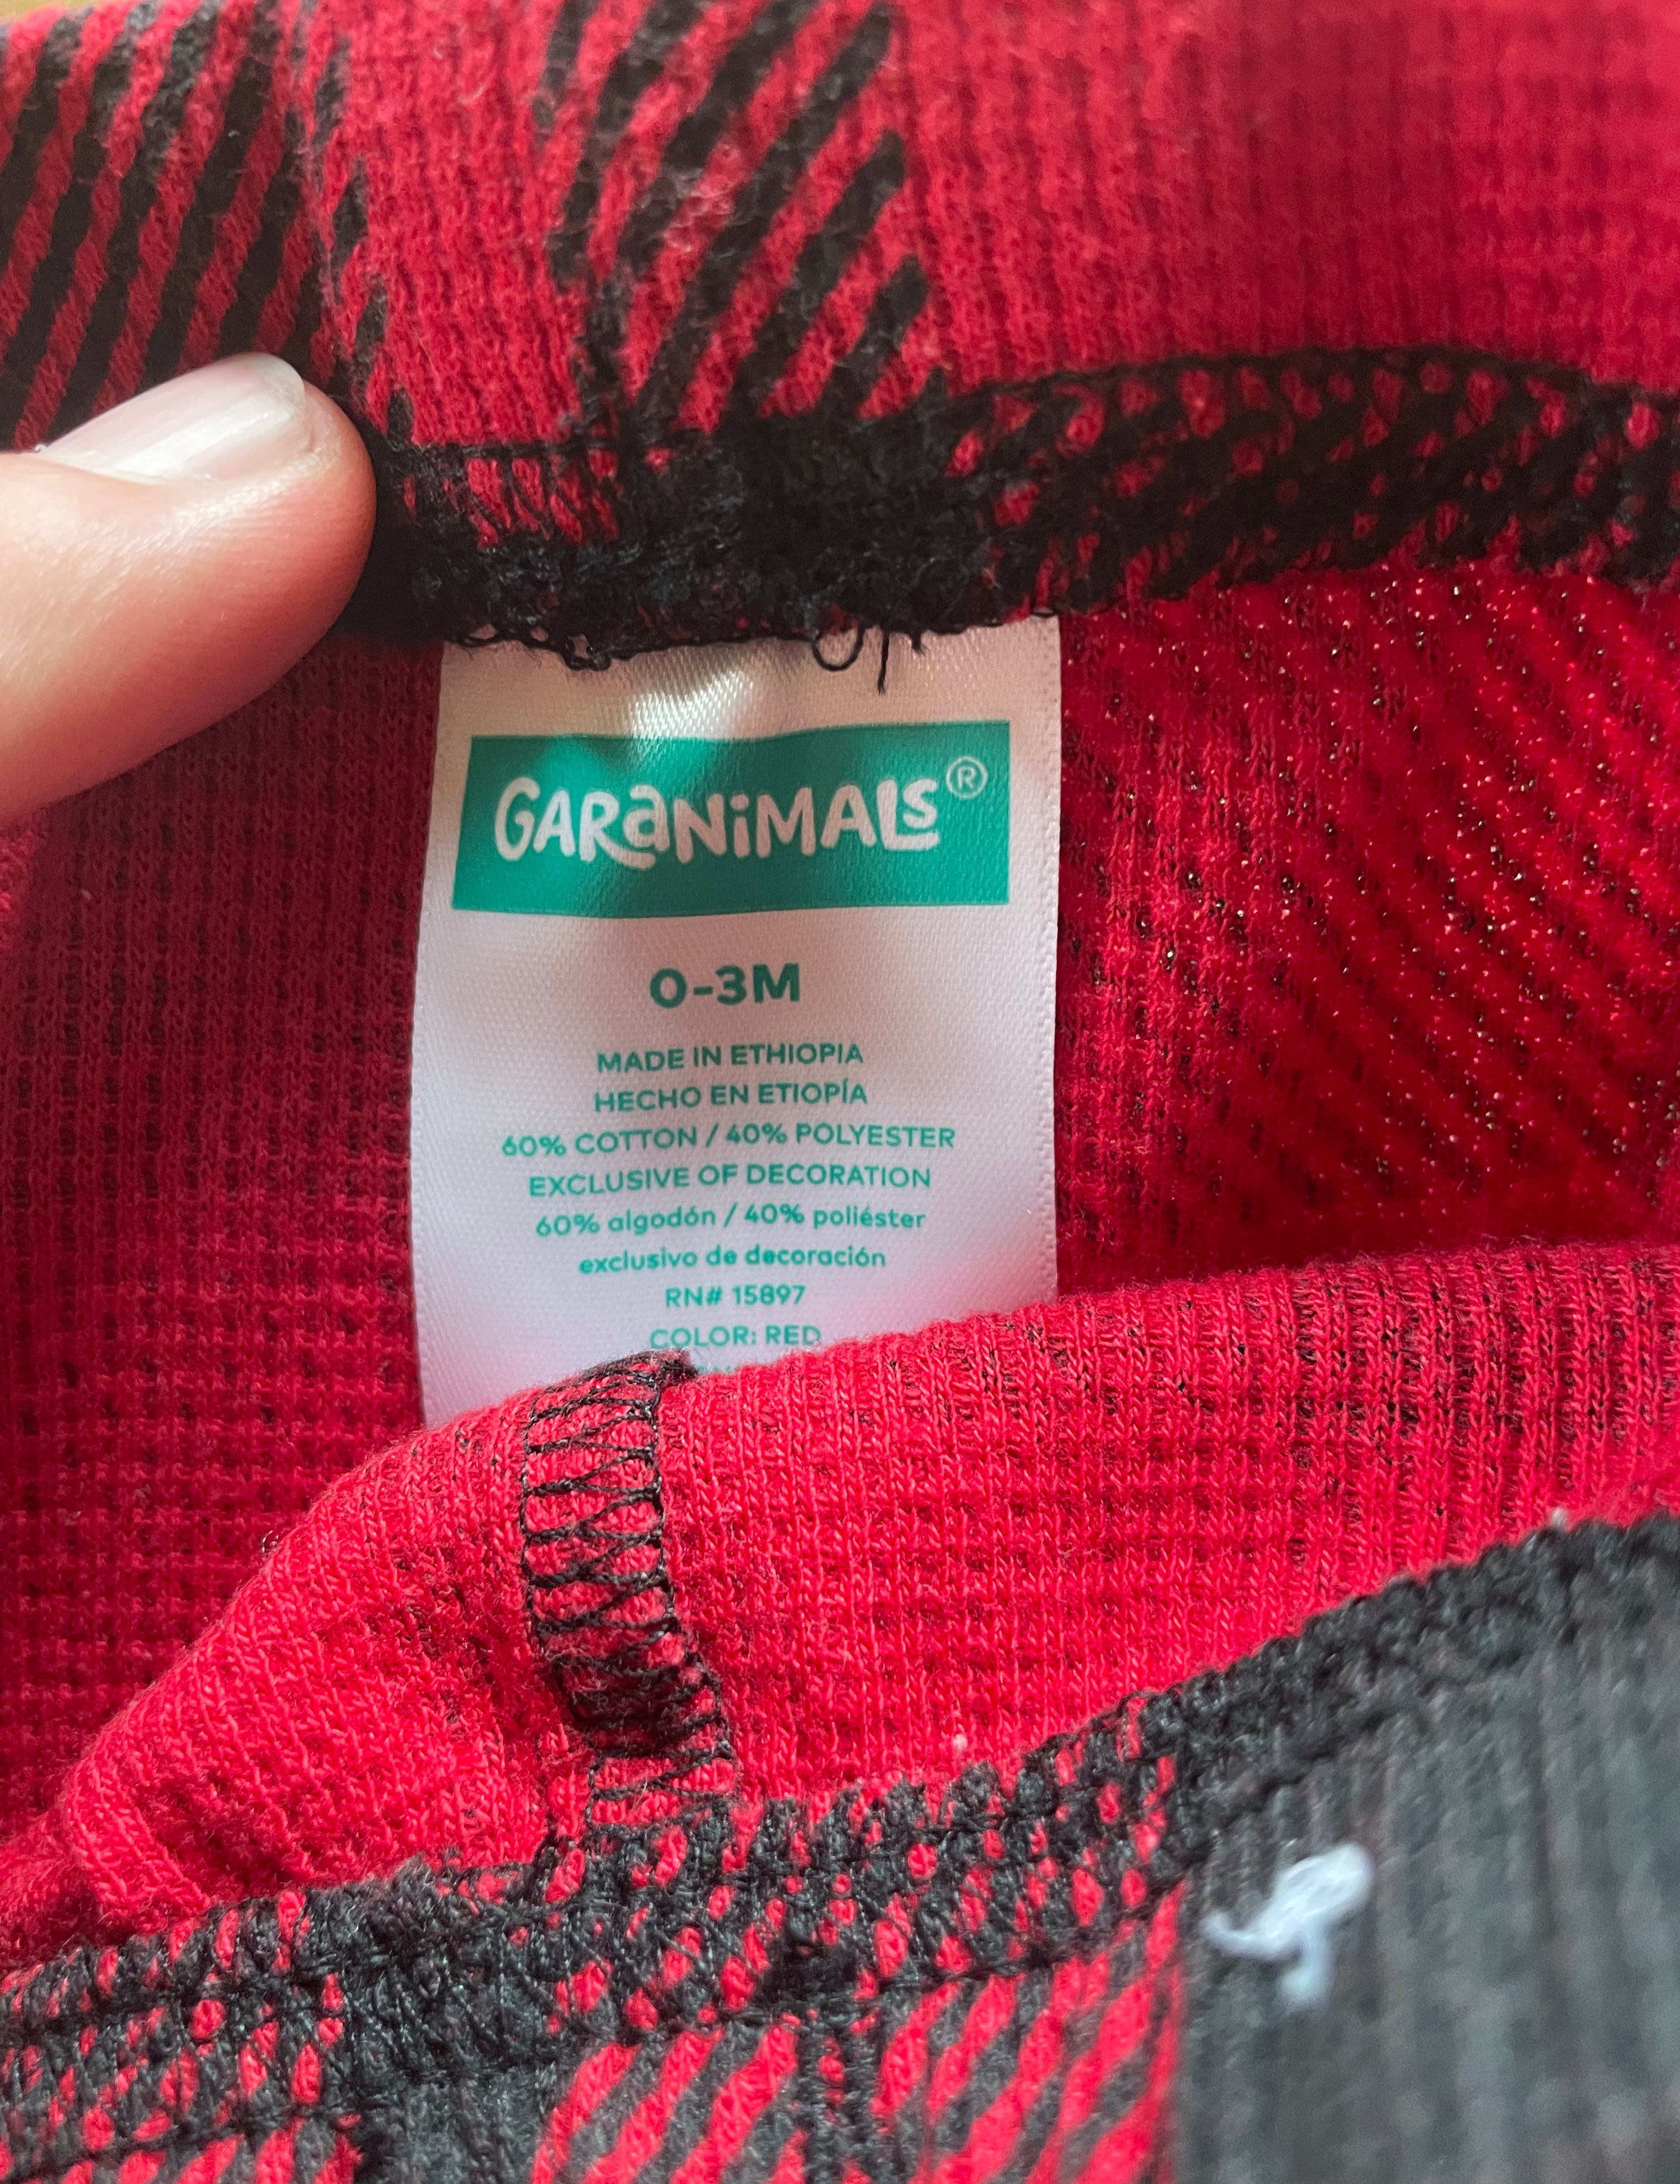 GARaNiMALS®
0-3M
MADE IN ETHIOPIA
HECHO EN ETIOPÍA
60% COTTON / 40% POLYESTER
EXCLUSIVE OF DECORATION
60% algodón / 40% poliéster
exclusivo de decoración
RN# 15897
COLOR: RED